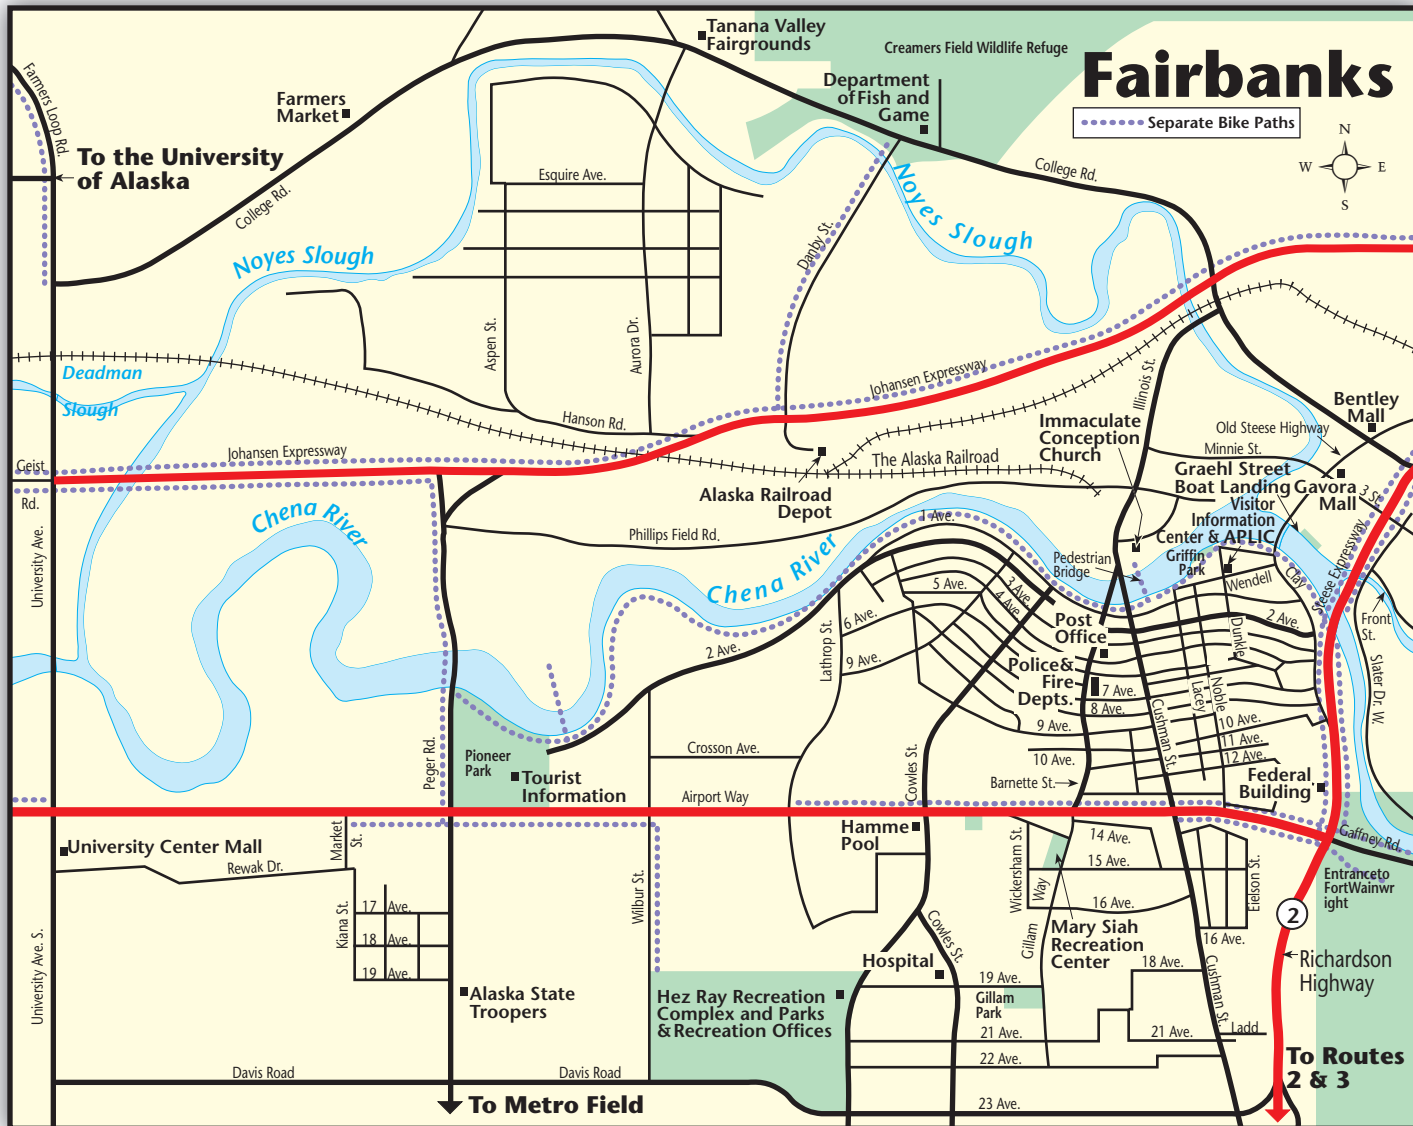 Fairbanks
Separate Bike Paths
N
W
E
S
Tanana Valley
Fairgrounds
Creamers Field Wildlife Refuge
Department
of Fish and
Game
Farmers
Market
Farmers Loop Rd.
To the University
of Alaska
College Rd.
College Rd.
Esquire Ave.
Noyes Slough
Noyes Slough
Danby St.
Aspen St.
Aurora Dr.
Deadman
Slough
Hanson Rd.
Johansen Expressway
Johansen Expressway
Illinois St.
Immaculate
Conception
Church
Bentley
Mall
Old Steese Highway
Minnie St.
The Alaska Railroad
Graehl Street
Boat Landing
Gavora
Mall
3 St.
Geist
Rd.
Alaska Railroad
Depot
Visitor
Information
Center & APLIC
Griffin
Park
Chena River
Chena River
University Ave.
Phillips Field Rd.
1 Ave.
Pedestrian
Bridge
Wendell
Clay
Steese Expressway
Front
St.
Slater Dr. W.
5 Ave.
3 Ave.
4 Ave.
6 Ave.
9 Ave.
2 Ave.
2 Ave.
Lathrop St.
Post
Office
Dunkle
Police&
Fire
Depts.
7 Ave.
8 Ave.
9 Ave.
10 Ave.
Lacey
Noble
Cushman St.
10 Ave.
11 Ave.
12 Ave.
Barnette St.
Federal
Building
Peger Rd.
Pioneer
Park
Tourist
Information
Crosson Ave.
Cowles St.
Airport Way
Market
St.
University Center Mall
Rewak Dr.
Hamme
Pool
Wickersham St.
14 Ave.
15 Ave.
16 Ave.
Way
Gillam
Eielson St.
Gaffney Rd.
Entranceto
FortWainwr
ight
2
Kiana St.
17 Ave.
18 Ave.
19 Ave.
Wilbur St.
Cowles St.
Mary Siah
Recreation
Center
16 Ave.
18 Ave.
Richardson
Highway
University Ave. S.
Hospital
19 Ave.
Gillam
Park
Cushman St.
Alaska State
Troopers
Hez Ray Recreation
Complex and Parks
& Recreation Offices
21 Ave.
21 Ave.
Ladd
22 Ave.
To Routes
2 & 3
Davis Road
Davis Road
To Metro Field
23 Ave.